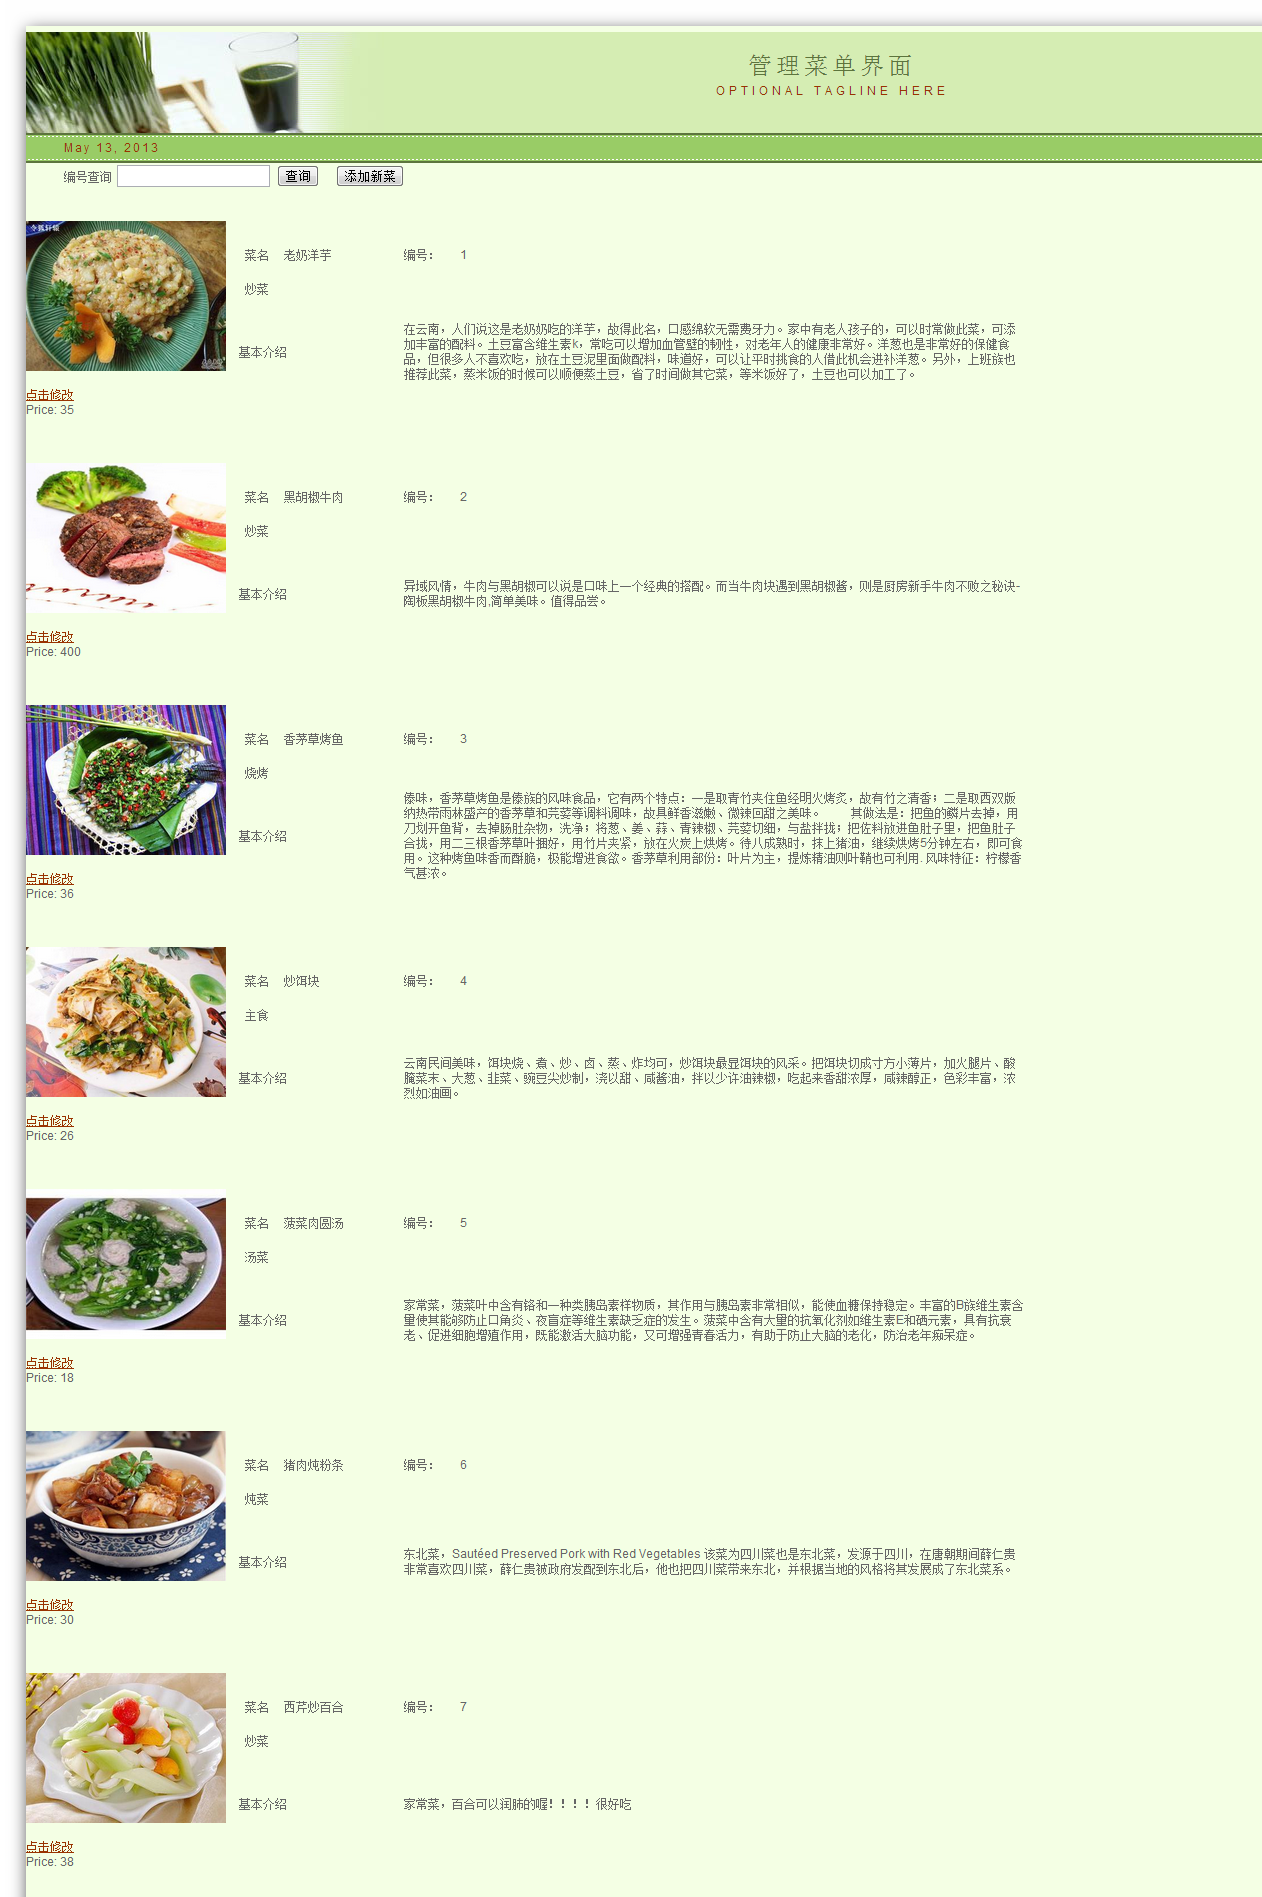 管理菜单界面
OPTIONAL TAGLINE HERE
May 13, 2013
编号查询 查询 添加新菜
菜名 老奶洋芋 编号： 1
炒菜
在云南，人们说这是老奶奶吃的洋芋，故得此名，口感绵软无需费牙力。家中有老人孩子的，可以时常做此菜，可添
加丰富的配料。土豆富含维生素k，常吃可以增加血管壁的韧性，对老年人的健康非常好。洋葱也是非常好的保健食
品，但很多人不喜欢吃，放在土豆泥里面做配料，味道好，可以让平时挑食的人借此机会进补洋葱。另外，上班族也
推荐此菜，蒸米饭的时候可以顺便蒸土豆，省了时间做其它菜，等米饭好了，土豆也可以加工了。
基本介绍
点击修改
Price: 35
菜名 黑胡椒牛肉 编号： 2
炒菜
异域风情，牛肉与黑胡椒可以说是口味上一个经典的搭配。而当牛肉块遇到黑胡椒酱，则是厨房新手牛肉不败之秘诀-
陶板黑胡椒牛肉,简单美味。值得品尝。
基本介绍
点击修改
Price: 400
菜名 香茅草烤鱼 编号： 3
烧烤
傣味，香茅草烤鱼是傣族的风味食品，它有两个特点：一是取青竹夹住鱼经明火烤炙，故有竹之清香；二是取西双版
纳热带雨林盛产的香茅草和芫荽等调料调味，故具鲜香滋嫩、微辣回甜之美味。 其做法是：把鱼的鳞片去掉，用
刀划开鱼背，去掉肠肚杂物，洗净；将葱、姜、蒜、青辣椒、芫荽切细，与盐拌拢；把佐料放进鱼肚子里，把鱼肚子
合拢，用二三根香茅草叶捆好，用竹片夹紧，放在火炭上烘烤。待八成熟时，抹上猪油，继续烘烤5分钟左右，即可食
用。这种烤鱼味香而酥脆，极能增进食欲。香茅草利用部份：叶片为主，提炼精油则叶鞘也可利用.风味特征：柠檬香
气甚浓。
基本介绍
点击修改
Price: 36
菜名 炒饵块 编号： 4
主食
云南民间美味，饵块烧、煮、炒、卤、蒸、炸均可，炒饵块最显饵块的风采。把饵块切成寸方小薄片，加火腿片、酸
腌菜末、大葱、韭菜、豌豆尖炒制，浇以甜、咸酱油，拌以少许油辣椒，吃起来香甜浓厚，咸辣醇正，色彩丰富，浓
烈如油画。
基本介绍
点击修改
Price: 26
菜名 菠菜肉圆汤 编号： 5
汤菜
家常菜，菠菜叶中含有铬和一种类胰岛素样物质，其作用与胰岛素非常相似，能使血糖保持稳定。丰富的B族维生素含
量使其能够防止口角炎、夜盲症等维生素缺乏症的发生。菠菜中含有大量的抗氧化剂如维生素E和硒元素，具有抗衰
老、促进细胞增殖作用，既能激活大脑功能，又可增强青春活力，有助于防止大脑的老化，防治老年痴呆症。
基本介绍
点击修改
Price: 18
菜名 猪肉炖粉条 编号： 6
炖菜
东北菜，Sautéed Preserved Pork with Red Vegetables 该菜为四川菜也是东北菜，发源于四川，在唐朝期间薛仁贵
非常喜欢四川菜，薛仁贵被政府发配到东北后，他也把四川菜带来东北，并根据当地的风格将其发展成了东北菜系。
基本介绍
点击修改
Price: 30
菜名 西芹炒百合 编号： 7
炒菜
基本介绍 家常菜，百合可以润肺的喔！！！！很好吃
点击修改
Price: 38